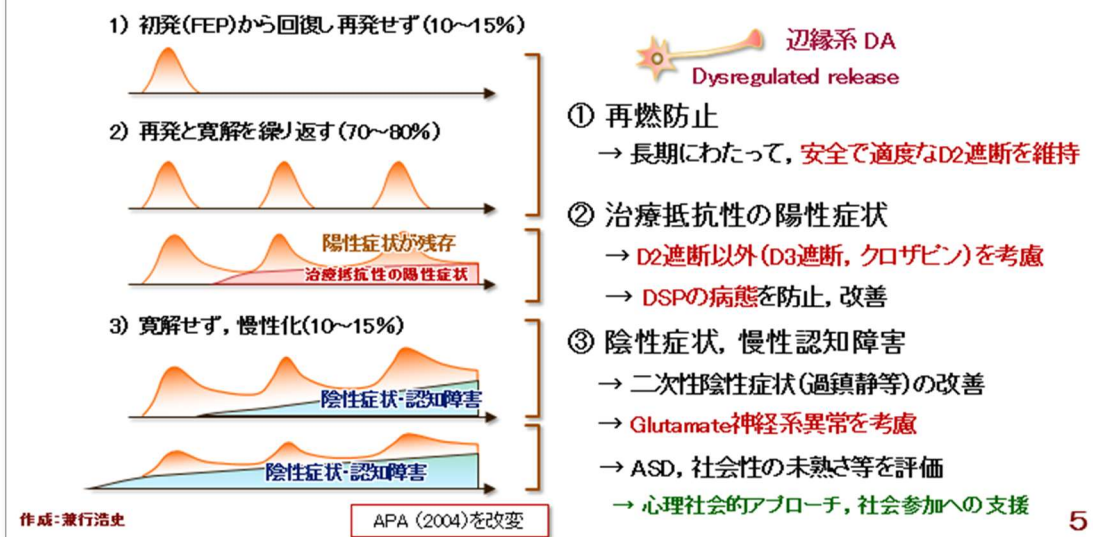 1) 初発(FEP)から回復し再発せず(10～15%)
2) 再発と寛解を繰り返す(70～80%)
陽性症状が残存
治療抵抗性の陽性症状
3) 寛解せず,慢性化(10～15%)
陰性症状・認知障害
陰性症状・認知障害
作成：兼行浩史
APA (2004)を改変
辺縁系 DA
Dysregulated release
① 再燃防止
→ 長期にわたって,安全で適度なD2遮断を維持
② 治療抵抗性の陽性症状
→ D2遮断以外(D3遮断, クロザピン)を考慮
→ DSPの病態を防止,改善
③ 陰性症状, 慢性認知障害
→ 二次性陰性症状(過鎮静等)の改善
→ Glutamate神経系異常を考慮
→ ASD, 社会性の未熟さ等を評価
→ 心理社会的アプローチ, 社会参加への支援
5